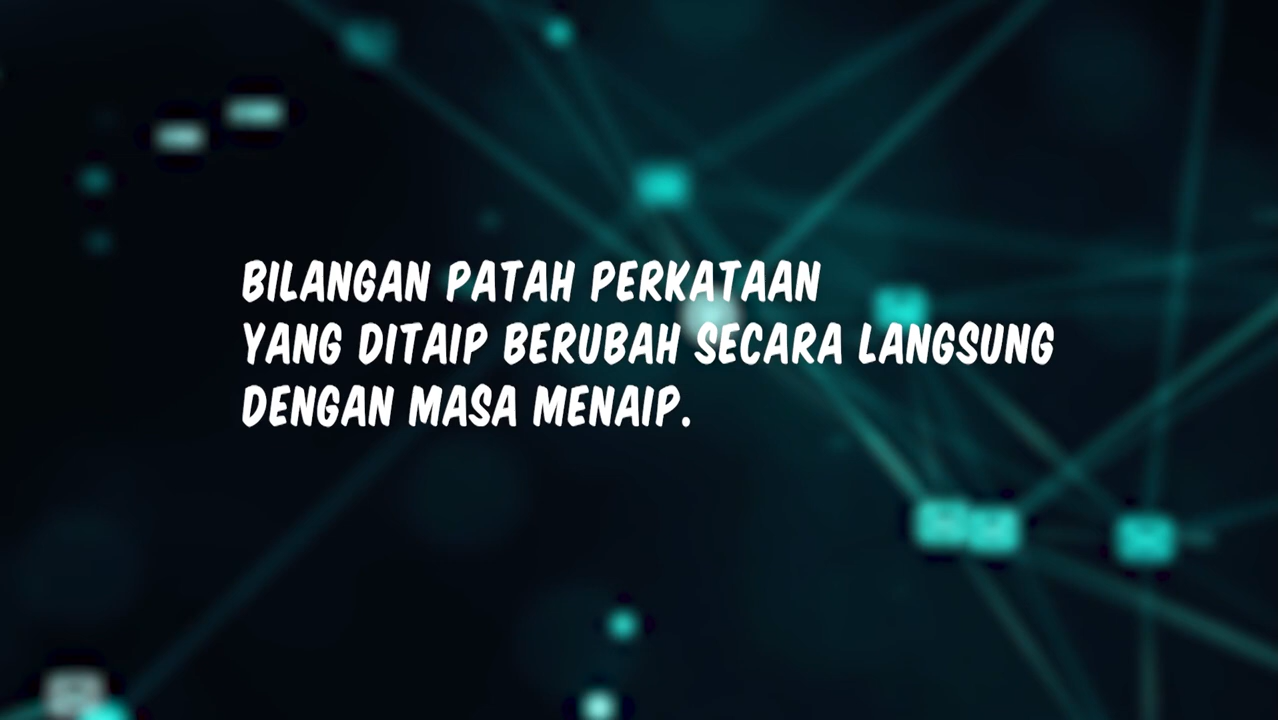 BILANGAN PATAH PERKATAAN
YANG DITAIP BERUBAH SECARA LANGSUNG
DENGAN MASA MENAIP.